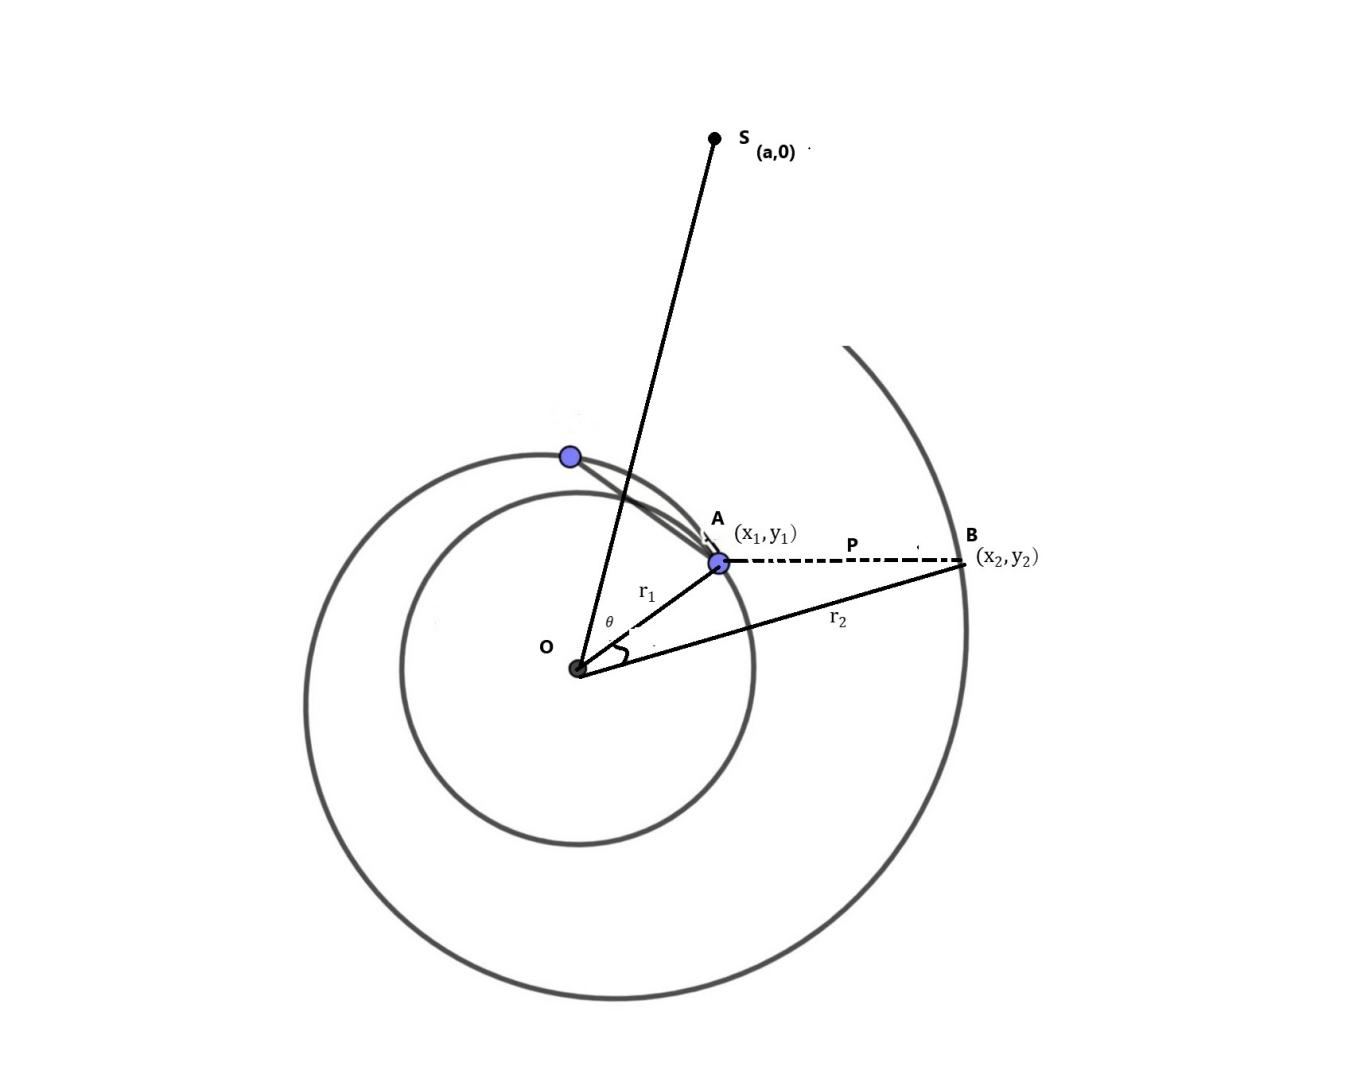 S
(a,0)
A
(x₁,y₁)
P
B
(x₂,y₂)
r₁
θ
r₂
O